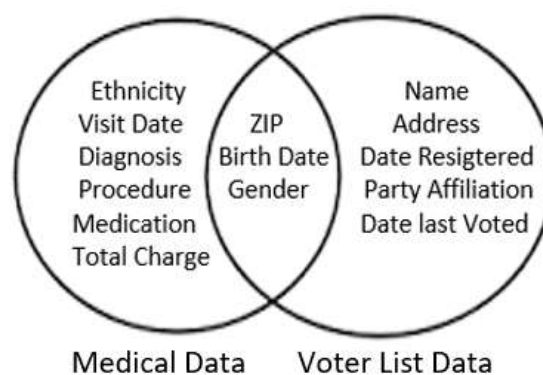 Ethnicity
Visit Date
Diagnosis
Procedure
Medication
Total Charge
ZIP
Birth Date
Gender
Name
Address
Date Resigtered
Party Affiliation
Date last Voted
Medical Data
Voter List Data